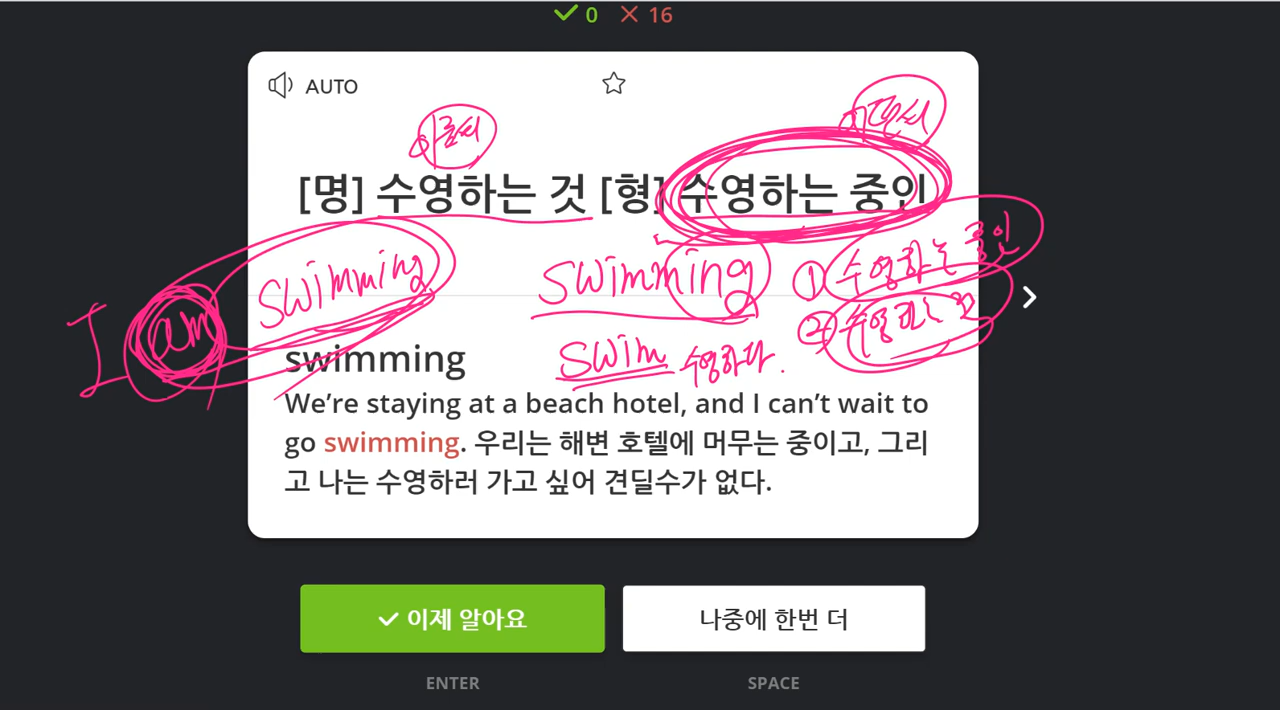 ✓ 0 ✕ 16
AUTO
이름씨
[명] 수영하는 것 [형] 수영하는 중인
I am swimming
swimming
① 수영하는 중인
② 수영하는 것
swim 수영하다.
swimming
We're staying at a beach hotel, and I can't wait to
go swimming. 우리는 해변 호텔에 머무는 중이고, 그리
고 나는 수영하러 가고 싶어 견딜수가 없다.
✓ 이제 알아요
나중에 한번 더
ENTER
SPACE